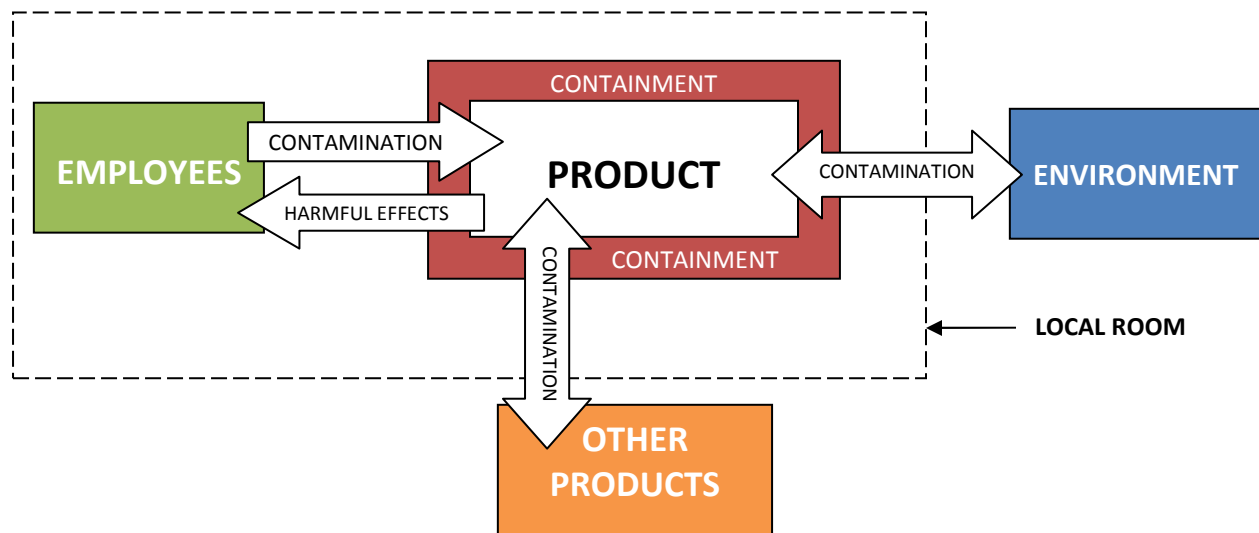 CONTAINMENT
EMPLOYEES
CONTAMINATION
HARMFUL EFFECTS
PRODUCT
CONTAMINATION
ENVIRONMENT
CONTAINMENT
CONTAMINATION
LOCAL ROOM
OTHER
PRODUCTS